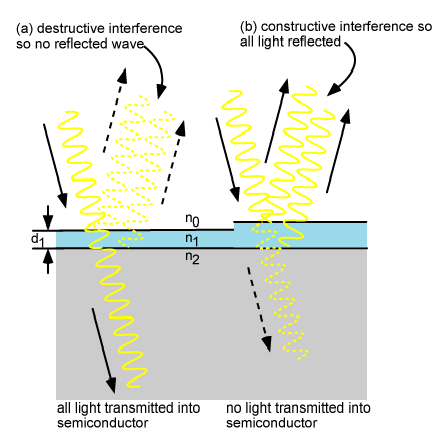 (a) destructive interference
so no reflected wave
(b) constructive interference so
all light reflected
n0
d1
n1
n2
all light transmitted into
semiconductor
no light transmitted into
semiconductor